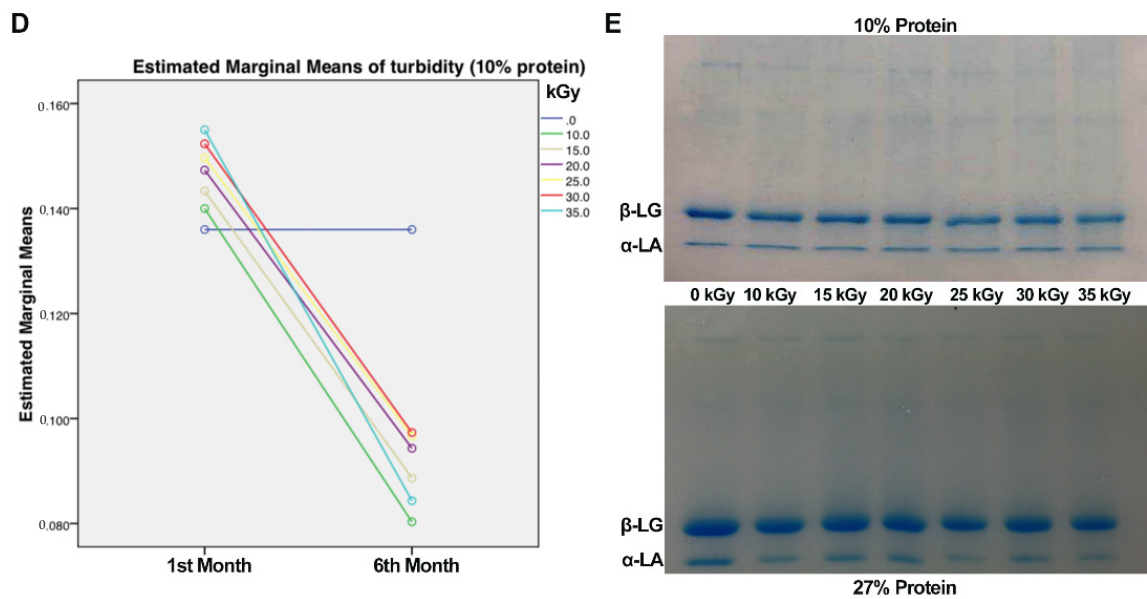 D
Estimated Marginal Means of turbidity (10% protein)
kGy
.0
10.0
15.0
20.0
25.0
30.0
35.0
Estimated Marginal Means
0.160
0.140
0.120
0.100
0.080
1st Month
6th Month
E
10% Protein
β-LG
α-LA
0 kGy 10 kGy 15 kGy 20 kGy 25 kGy 30 kGy 35 kGy
β-LG
α-LA
27% Protein